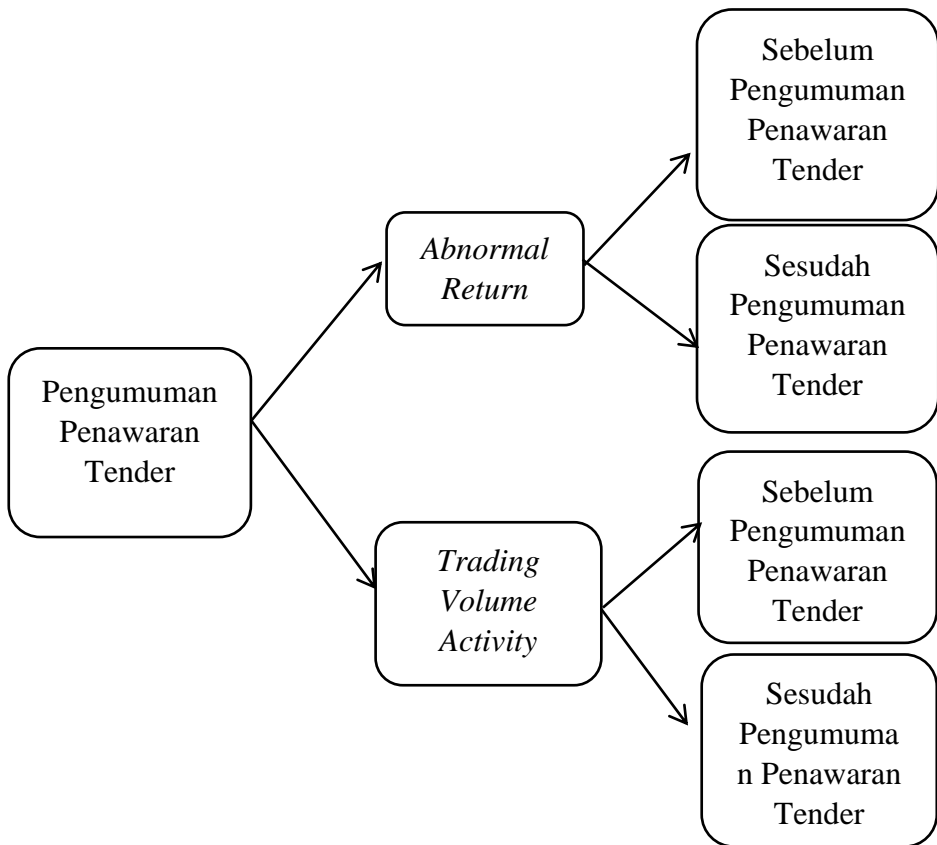 Pengumuman
Penawaran
Tender
Abnormal
Return
Trading
Volume
Activity
Sebelum
Pengumuman
Penawaran
Tender
Sesudah
Pengumuman
Penawaran
Tender
Sebelum
Pengumuman
Penawaran
Tender
Sesudah
Pengumuma
n Penawaran
Tender